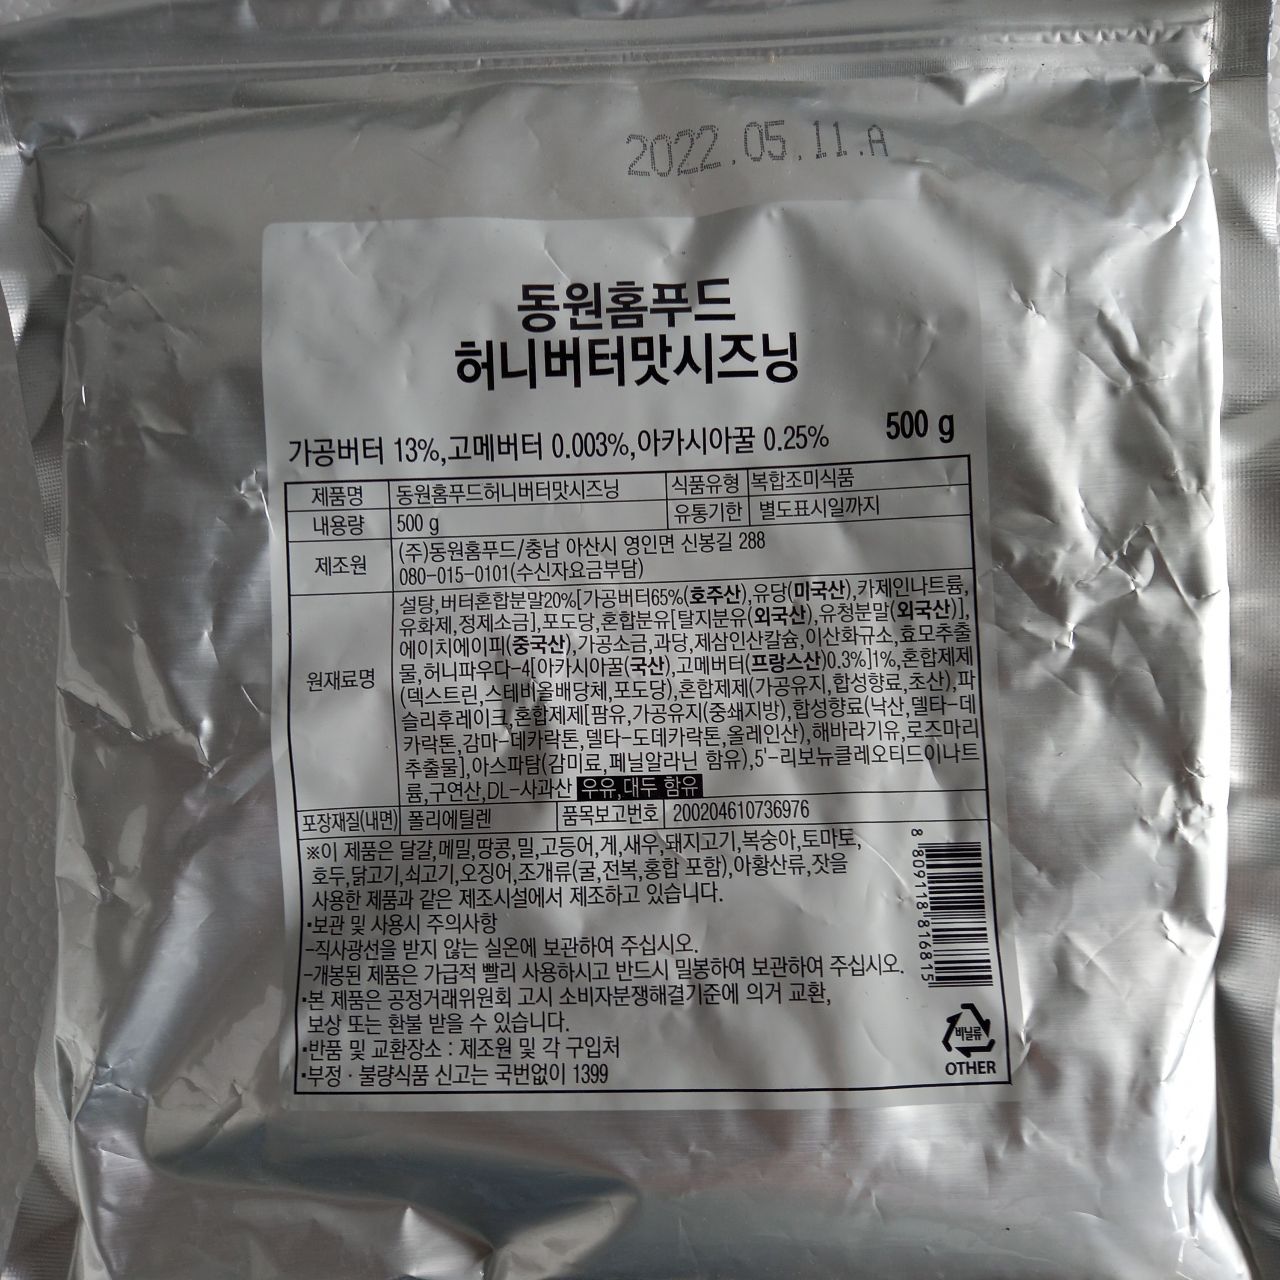 2022.05.11.A
동원홈푸드
허니버터맛시즈닝
500 g
가공버터 13%,고메버터 0.003%,아카시아꿀 0.25%
제품명 동원홈푸드허니버터맛시즈닝 식품유형 복합조미식품
내용량 500 g 유통기한 별도표시일까지
제조원 (주)동원홈푸드/충남 아산시 영인면 신봉길 288
080-015-0101(수신자요금부담)
원재료명
설탕,버터혼합분말20%[가공버터65%(호주산),유당(미국산),카제인나트륨,
유화제,정제소금],포도당,혼합분유[탈지분유(외국산),유청분말(외국산)],
에이치에이피(중국산),가공소금,과당,제삼인산칼슘,이산화규소,효모추출
물,허니파우다-4[아카시아꿀(국산),고메버터(프랑스산)0.3%]1%,혼합제제
(덱스트린,스테비올배당체,포도당),혼합제제(가공유지,합성향료,초산),파
슬리후레이크,혼합제제[팜유,가공유지(중쇄지방),합성향료(낙산,델타-데
카락톤,감마-데카락톤,델타-도데카락톤,올레인산),해바라기유,로즈마리
추출물],아스파탐(감미료,페닐알라닌 함유),5'-리보뉴클레오티드이나트
륨,구연산,DL-사과산 우유,대두 함유
포장재질(내면) 폴리에틸렌 품목보고번호 200204610736976
※이 제품은 달걀,메밀,땅콩,밀,고등어,게,새우,돼지고기,복숭아,토마토,
호두,닭고기,쇠고기,오징어,조개류(굴,전복,홍합 포함),아황산류,잣을
사용한 제품과 같은 제조시설에서 제조하고 있습니다.
·보관 및 사용시 주의사항
-직사광선을 받지 않는 실온에 보관하여 주십시오.
-개봉된 제품은 가급적 빨리 사용하시고 반드시 밀봉하여 보관하여 주십시오.
·본 제품은 공정거래위원회 고시 소비자분쟁해결기준에 의거 교환,
보상 또는 환불 받을 수 있습니다.
·반품 및 교환장소 : 제조원 및 각 구입처
·부정 · 불량식품 신고는 국번없이 1399
8 809118 816815
비닐류
OTHER